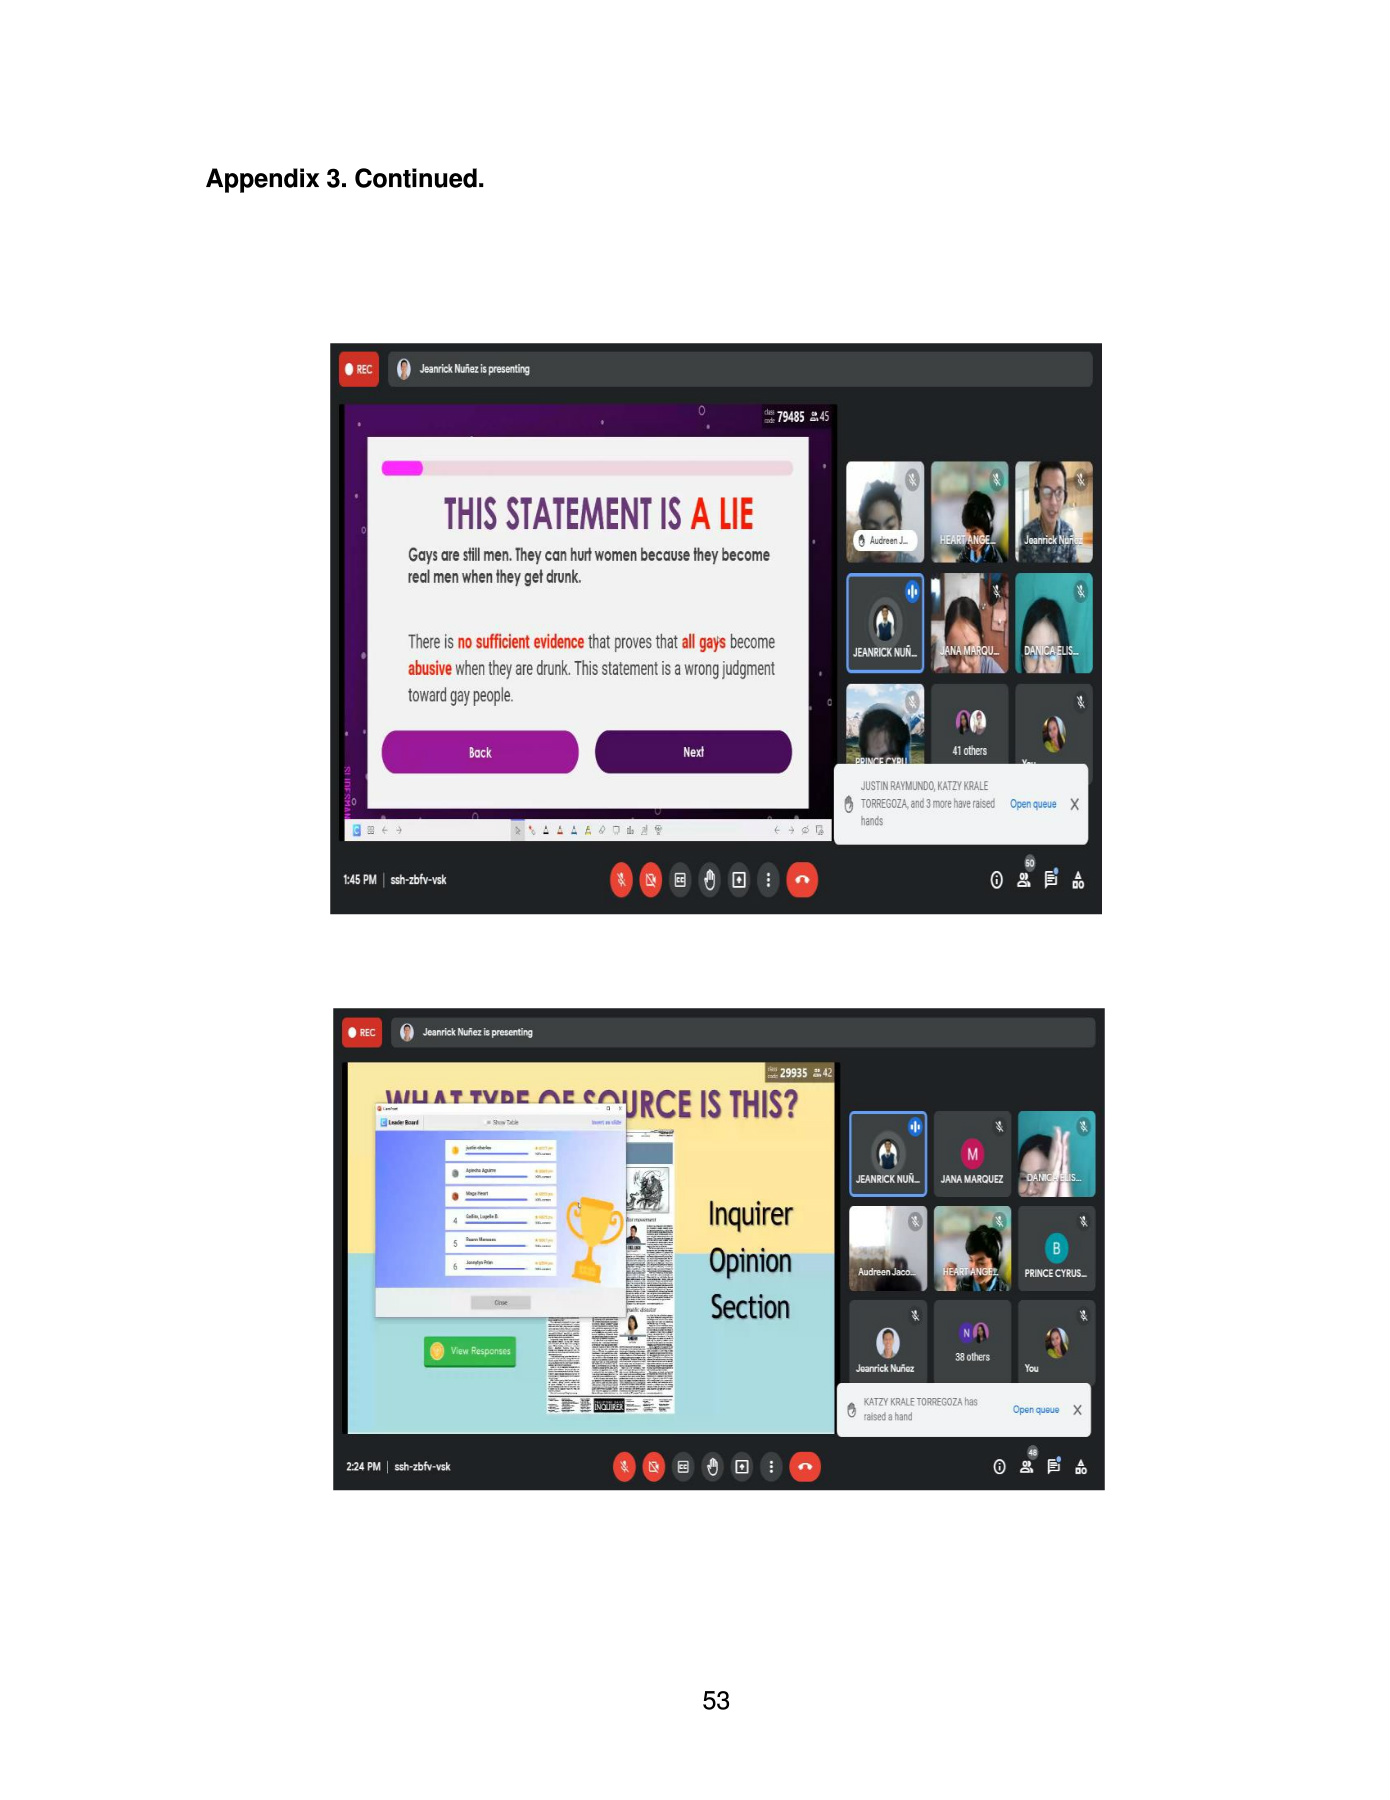 Appendix 3. Continued.
REC
Jeanrick Nuñez is presenting
class code 79485 45
THIS STATEMENT IS A LIE
Gays are still men. They can hurt women because they become
real men when they get drunk.
There is no sufficient evidence that proves that all gays become
abusive when they are drunk. This statement is a wrong judgment
toward gay people.
Back
Next
Audreen J...
HEART ANGE...
Jeanrick Nuñez
JEANRICK NUÑ...
JANA MARQU...
DANICA ELIS...
PRINCE CYRU
41 others
You
JUSTIN RAYMUNDO, KATZY KRALE
TORREGOZA, and 3 more have raised
hands
Open queue
1:45 PM | ssh-zbfv-vsk
50
REC
Jeanrick Nuñez is presenting
class code 29935 42
WHAT TYPE OF SOURCE IS THIS?
Leader Board
Show Table
4
5
6
Close
View Responses
INQUIRER
Inquirer
Opinion
Section
JEANRICK NUÑ...
JANA MARQUEZ
M
DANICA ELIS...
Audreen Jaco...
HEART ANGEL
B
PRINCE CYRUS...
Jeanrick Nuñez
N
38 others
You
KATZY KRALE TORREGOZA has
raised a hand
Open queue
2:24 PM | ssh-zbfv-vsk
48
53